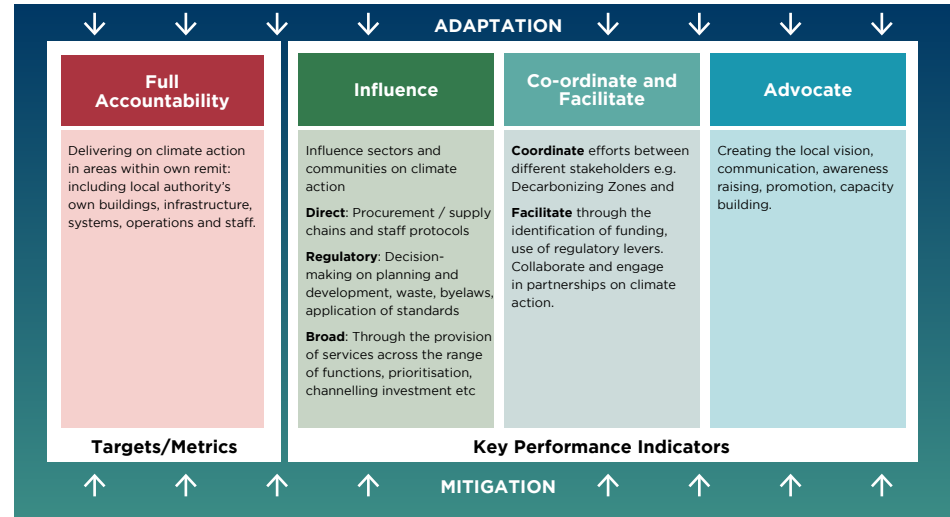 ADAPTATION
Full
Accountability
Delivering on climate action
in areas within own remit:
including local authority's
own buildings, infrastructure,
systems, operations and staff.
Targets/Metrics
Influence
Influence sectors and
communities on climate
action
Direct: Procurement / supply
chains and staff protocols
Regulatory: Decision-
making on planning and
development, waste, byelaws,
application of standards
Broad: Through the provision
of services across the range
of functions, prioritisation,
channelling investment etc
Co-ordinate and
Facilitate
Coordinate efforts between
different stakeholders e.g.
Decarbonizing Zones and
Facilitate through the
identification of funding,
use of regulatory levers.
Collaborate and engage
in partnerships on climate
action.
Advocate
Creating the local vision,
communication, awareness
raising, promotion, capacity
building.
Key Performance Indicators
MITIGATION